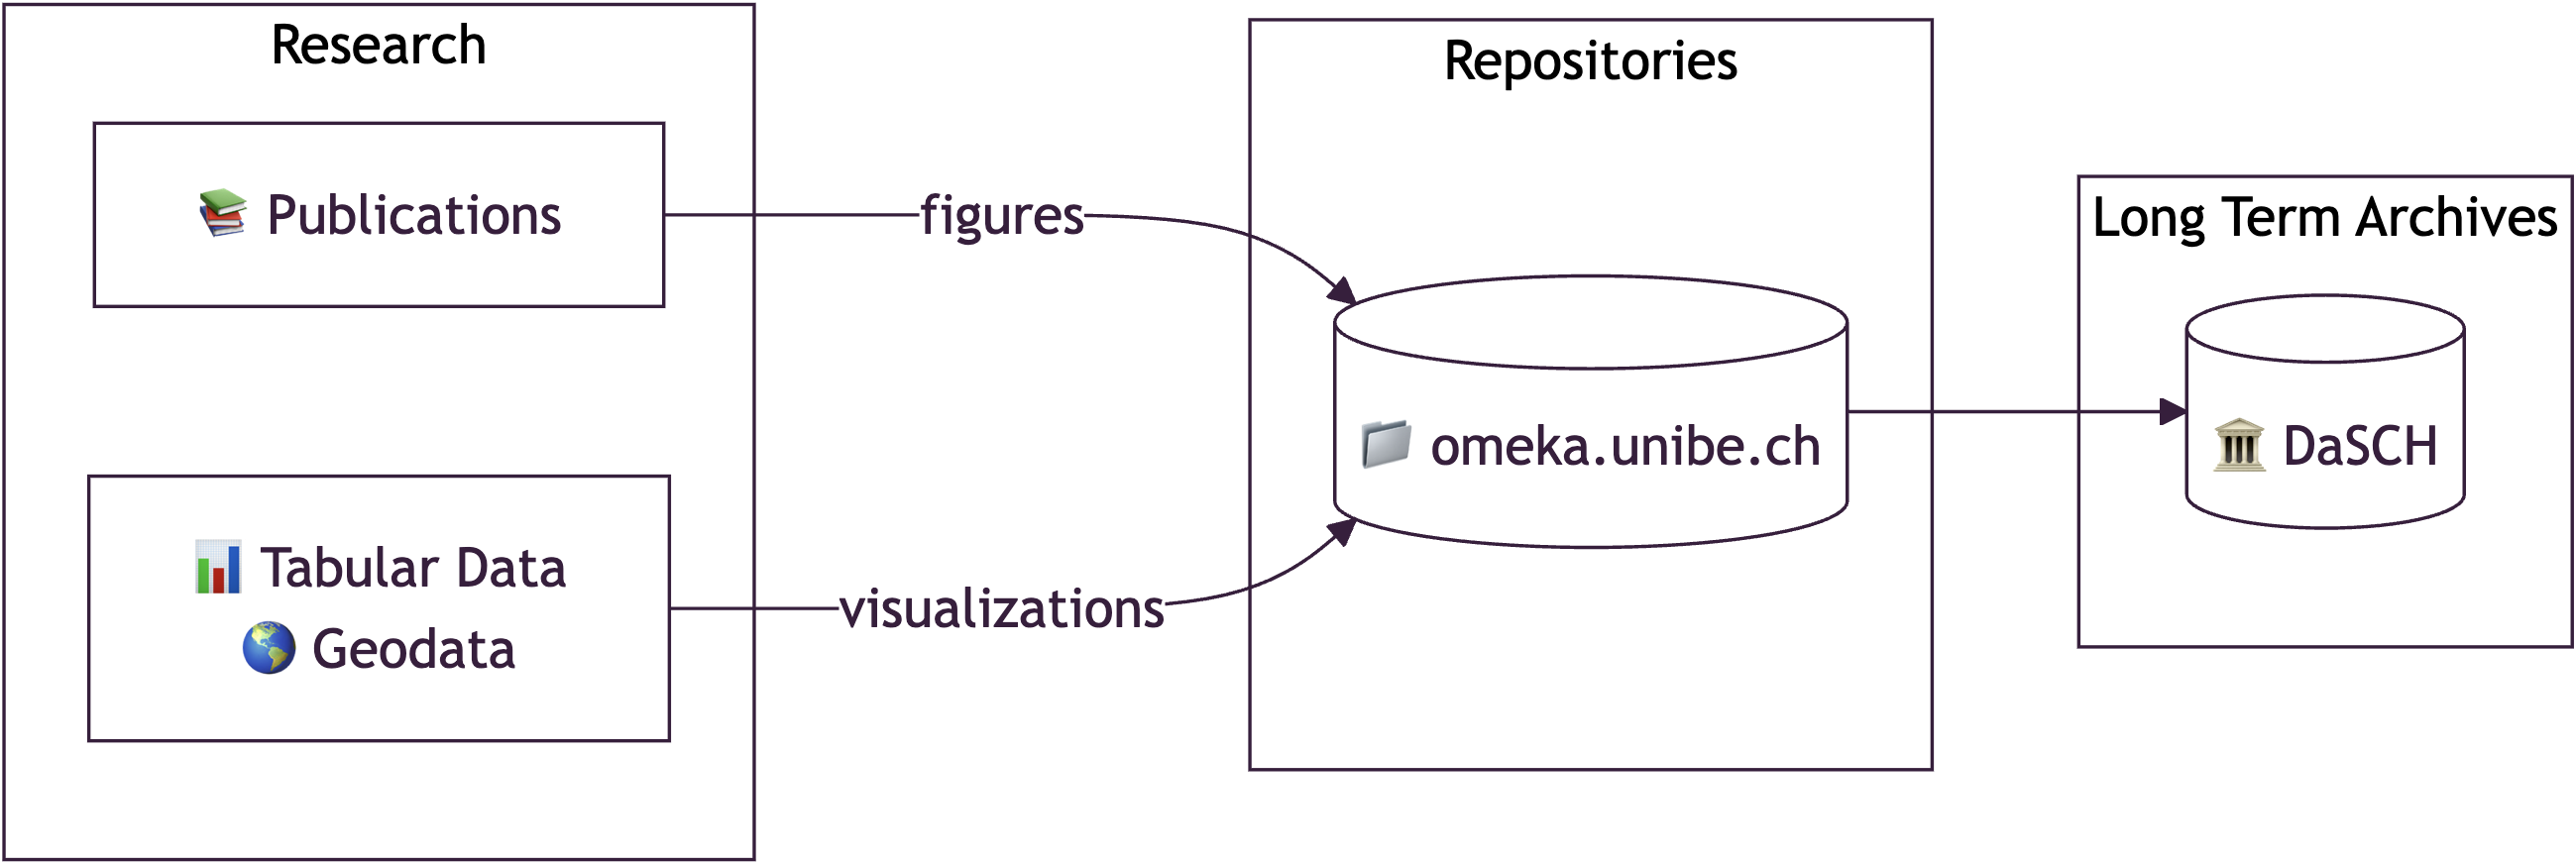 Research
📚 Publications
📊 Tabular Data
🌎 Geodata
figures
visualizations
Repositories
📁 omeka.unibe.ch
Long Term Archives
🏛️ DaSCH